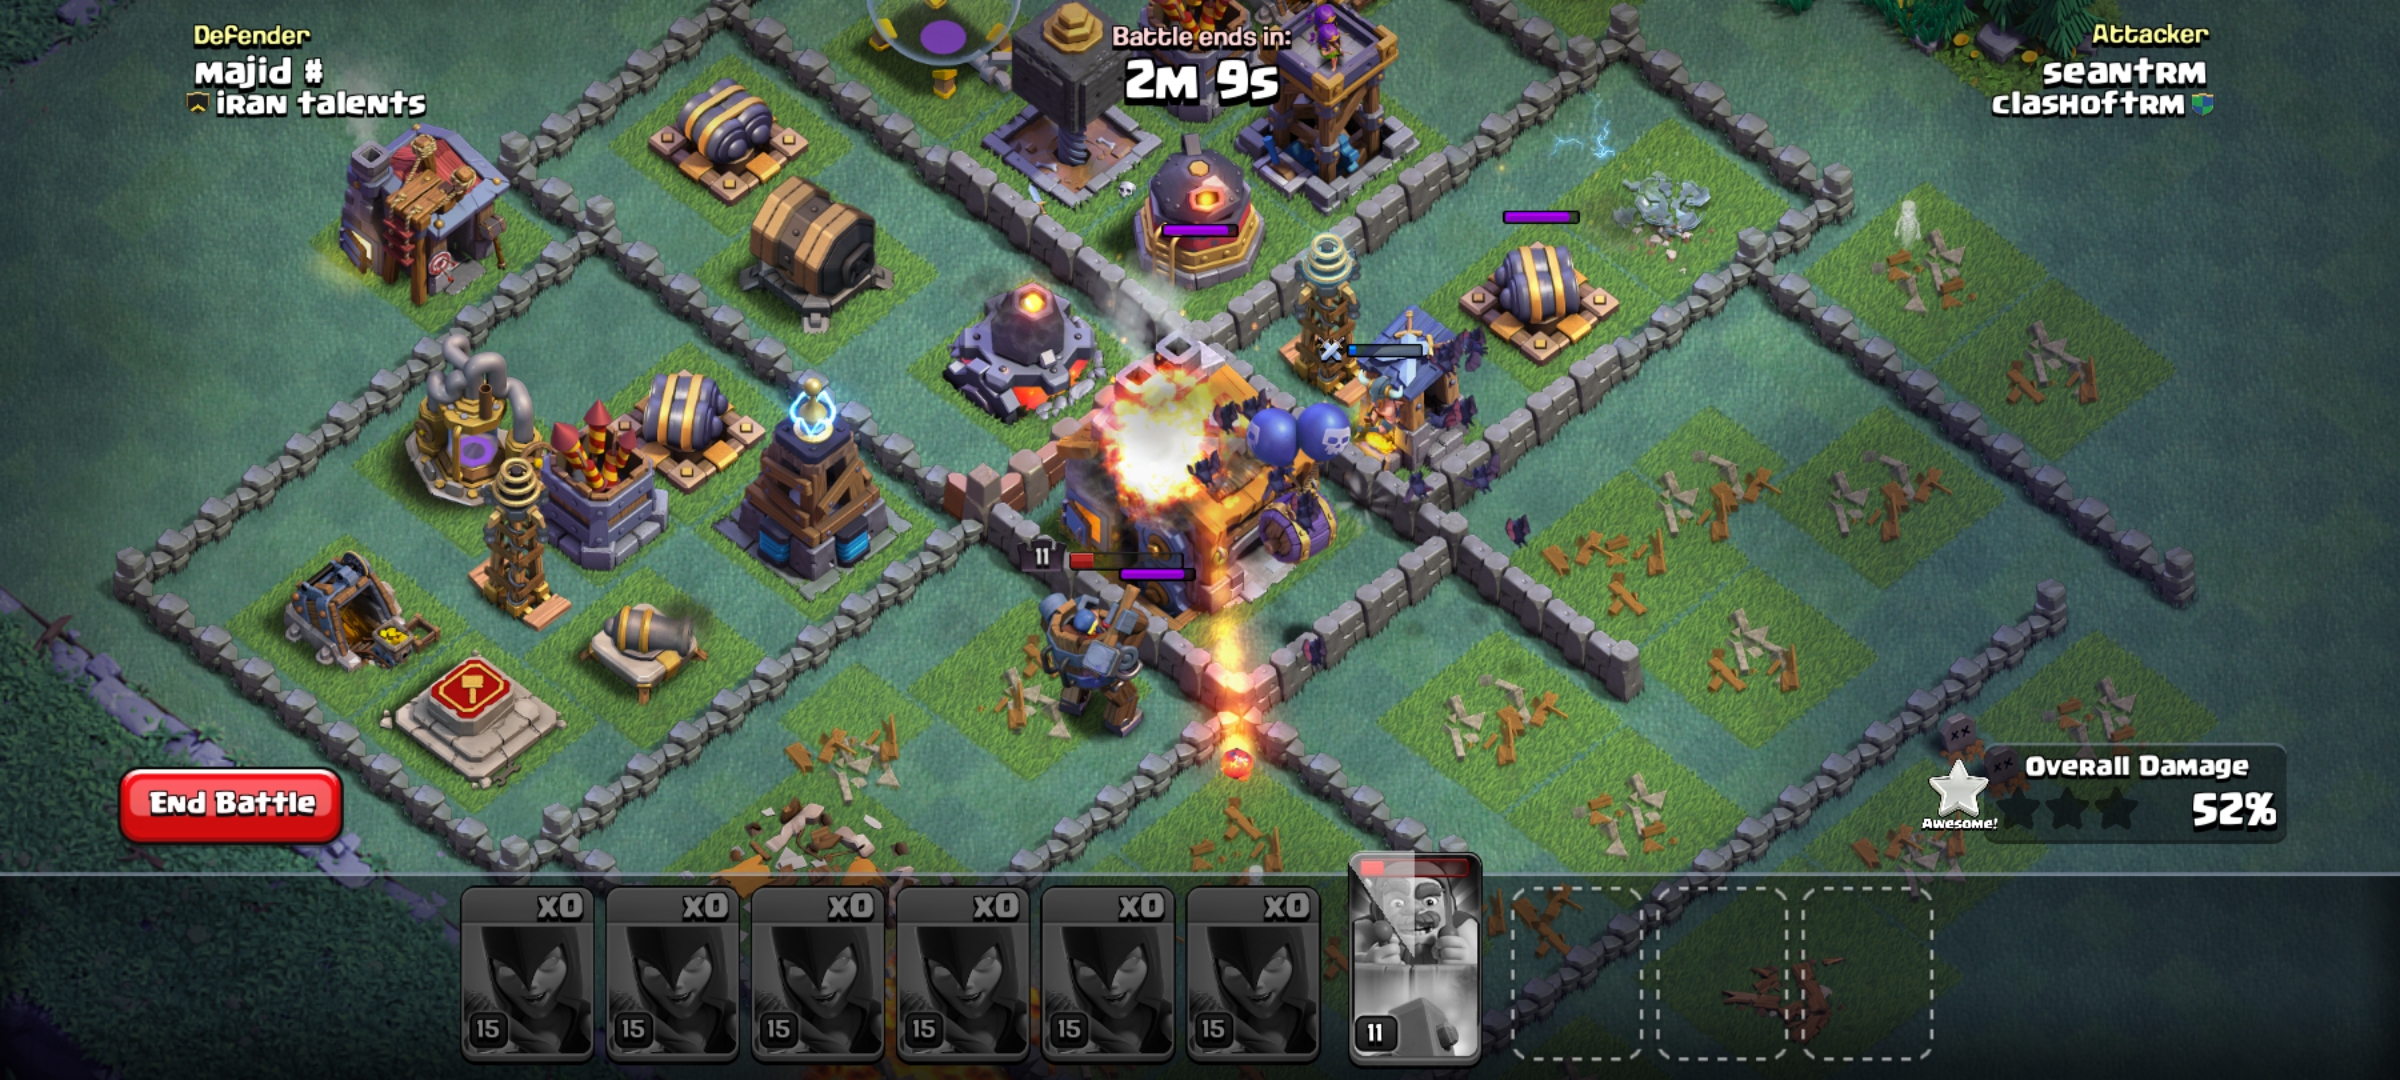 Defender
majid #
iran talents
Battle ends in:
2m 9s
Attacker
seantrm
clashoftrm
11
End Battle
Overall Damage
Awesome!
52%
x0
x0
x0
x0
x0
x0
15
15
15
15
15
15
11